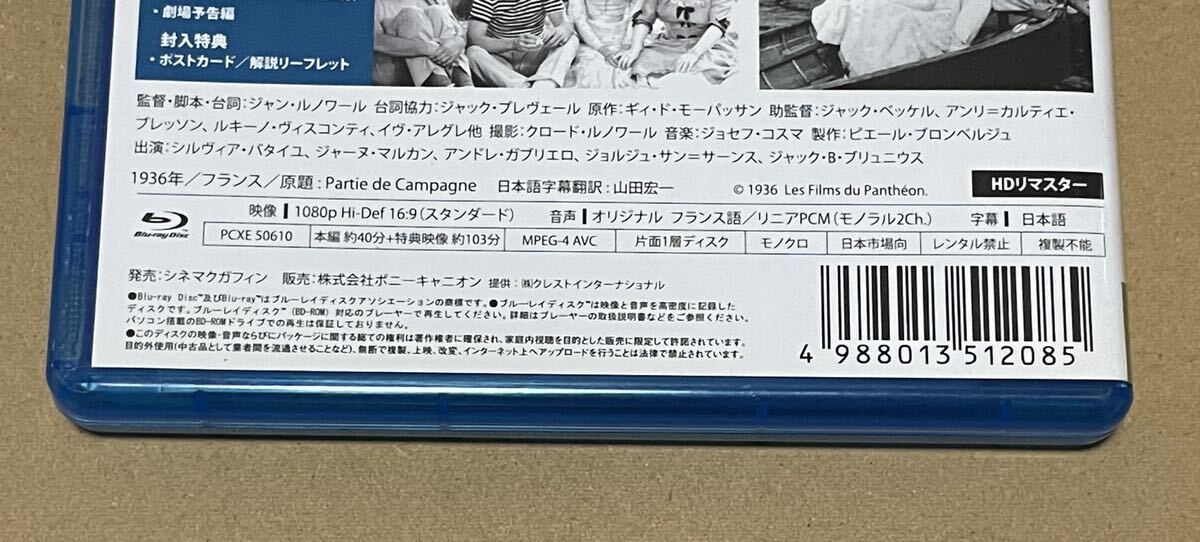 ・劇場予告編
封入特典
・ポストカード／解説リーフレット
監督・脚本・台詞：ジャン・ルノワール 台詞協力：ジャック・プレヴェール 原作：ギィ・ド・モーパッサン 助監督：ジャック・ベッケル、アンリ＝カルティエ・
ブレッソン、ルキーノ・ヴィスコンティ、イヴ・アレグレ他 撮影：クロード・ルノワール 音楽：ジョセフ・コスマ 製作：ピエール・ブロンベルジュ
出演：シルヴィア・バタイユ、ジャーヌ・マルカン、アンドレ・ガブリエロ、ジョルジュ・サン＝サーンス、ジャック・B・ブリュニウス
1936年／フランス／原題：Partie de Campagne 日本語字幕翻訳：山田宏一 © 1936 Les Films du Panthéon. HDリマスター
Blu-ray Disc 映像 1080p Hi-Def 16:9（スタンダード） 音声 オリジナル フランス語／リニアPCM（モノラル2Ch.） 字幕 日本語
PCXE 50610 本編 約40分＋特典映像 約103分 MPEG-4 AVC 片面1層ディスク モノクロ 日本市場向 レンタル禁止 複製不能
発売：シネマクガフィン 販売：株式会社ポニーキャニオン 提供：㈱クレストインターナショナル
●Blu-ray Disc™及びBlu-ray™はブルーレイディスクアソシエーションの商標です。●ブルーレイディスク™は映像と音声を高密度に記録した
ディスクです。ブルーレイディスク™（BD-ROM）対応のプレーヤーで再生してください。詳細はプレーヤーの取扱説明書などをご参照ください。
パソコン搭載のBD-ROMドライブでの再生は保証しておりません。
●このディスクの映像・音声ならびにパッケージに関する総ての権利は著作権者に確保され、家庭内視聴を目的とした販売に限定して許諾されています。
目的外使用（中古品として業者間を流通させることなど）、無断で複製、上映、改変、インターネット上へアップロードを行うことは法律で禁止されています。
4 988013 512085